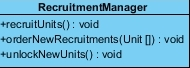 RecruitmentManager
+recruitUnits() : void
+orderNewRecruitments(Unit []) : void
+unlockNewUnits() : void